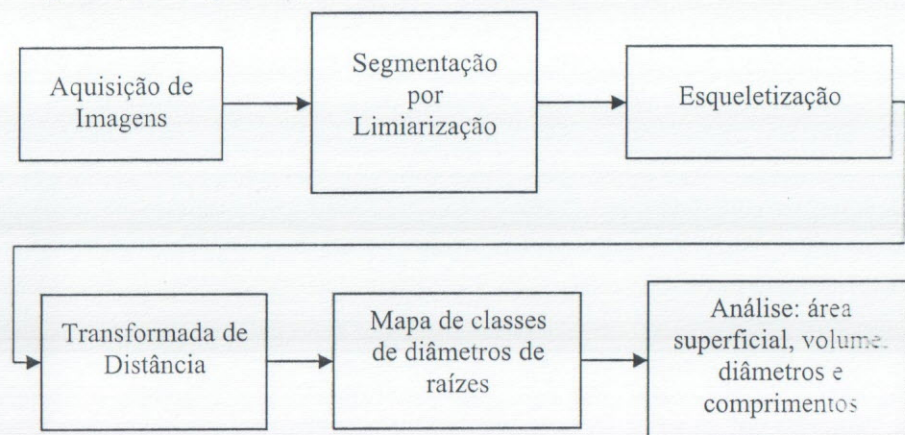 Aquisição de
Imagens
Segmentação
por
Limiarização
Esqueletização
Transformada de
Distância
Mapa de classes
de diâmetros de
raízes
Análise: área
superficial, volume,
diâmetros e
comprimentos